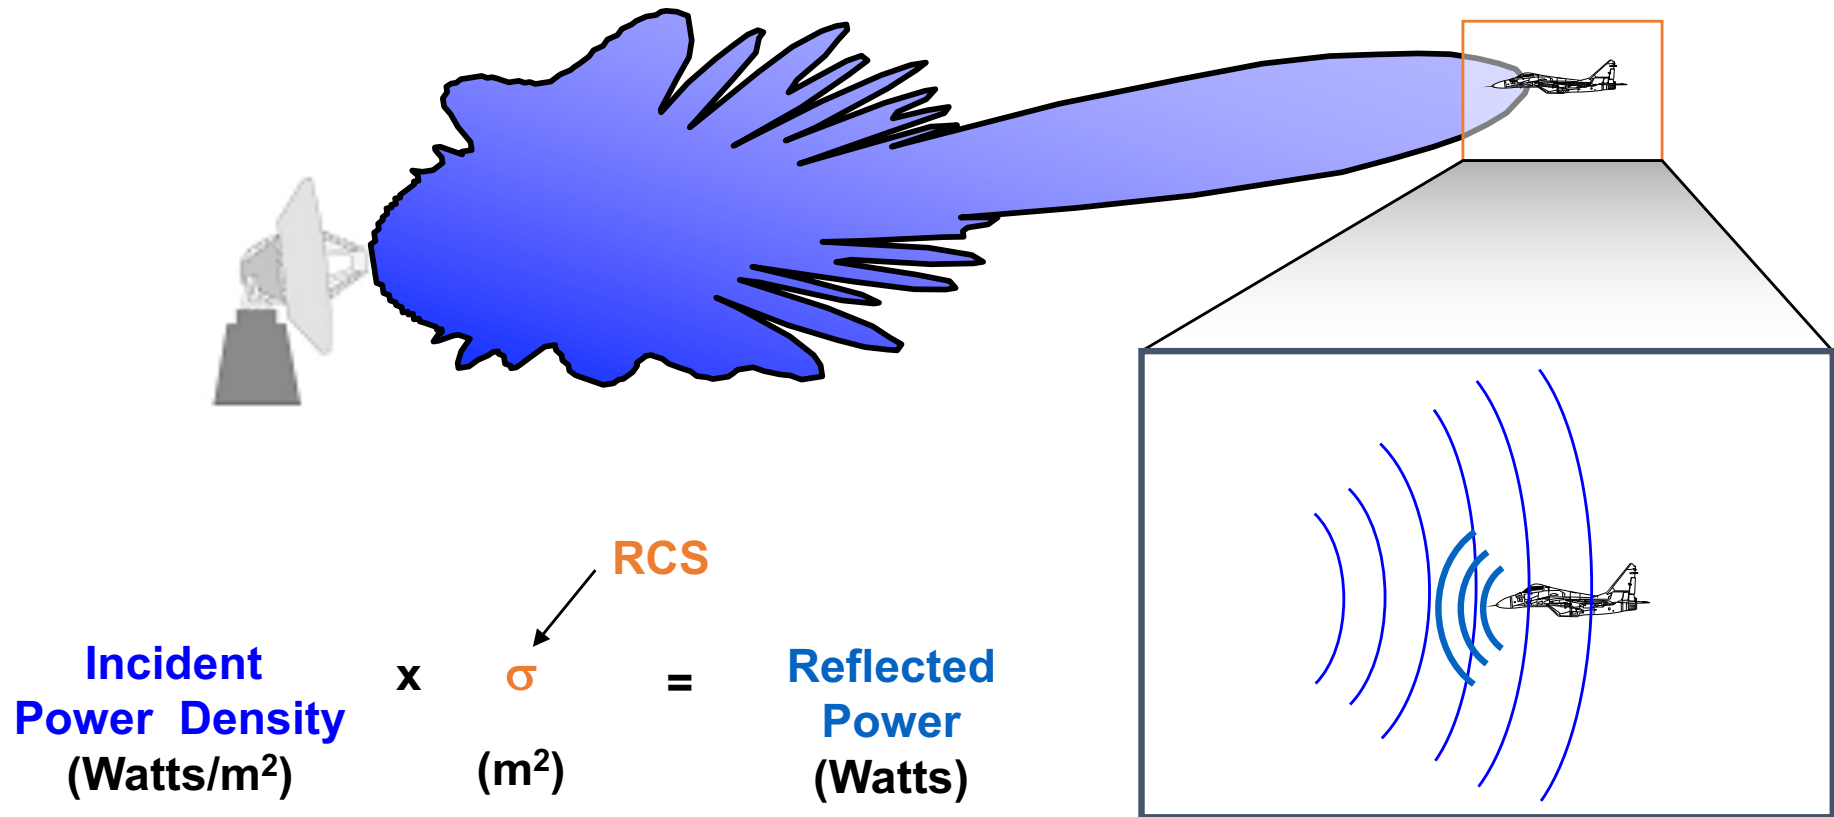 RCS
Incident x σ = Reflected
Power Density Power
(Watts/m²) (m²) (Watts)